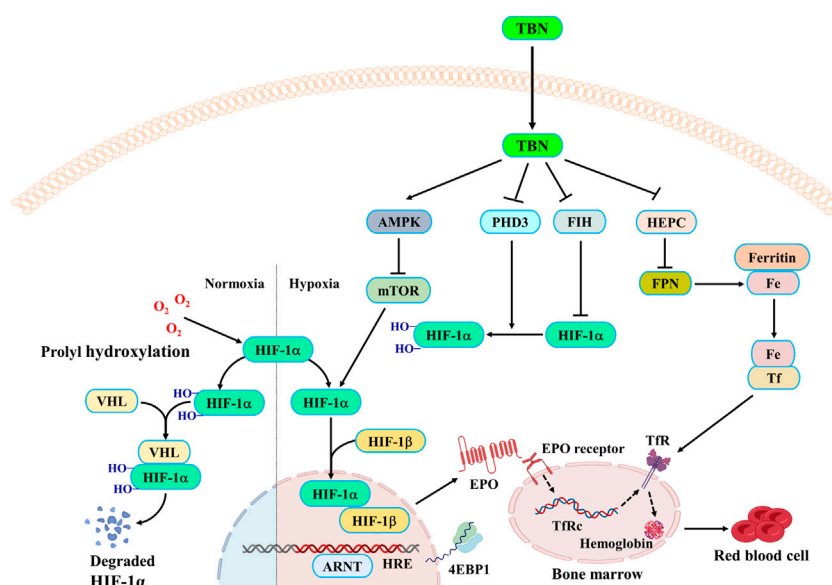 TBN
TBN
AMPK
PHD3
FIH
HEPC
Ferritin
Normoxia
Hypoxia
mTOR
FPN
Fe
O2
O2
O2
HO
HIF-1α
HO
HIF-1α
Prolyl hydroxylation
HIF-1α
Fe
Tf
VHL
HO
HIF-1α
HO
HIF-1α
VHL
HIF-1β
EPO receptor
TfR
HO
HIF-1α
HO
EPO
HIF-1α
HIF-1β
TfRc
Hemoglobin
Red blood cell
Degraded
HIF-1α
ARNT
HRE
4EBP1
Bone marrow